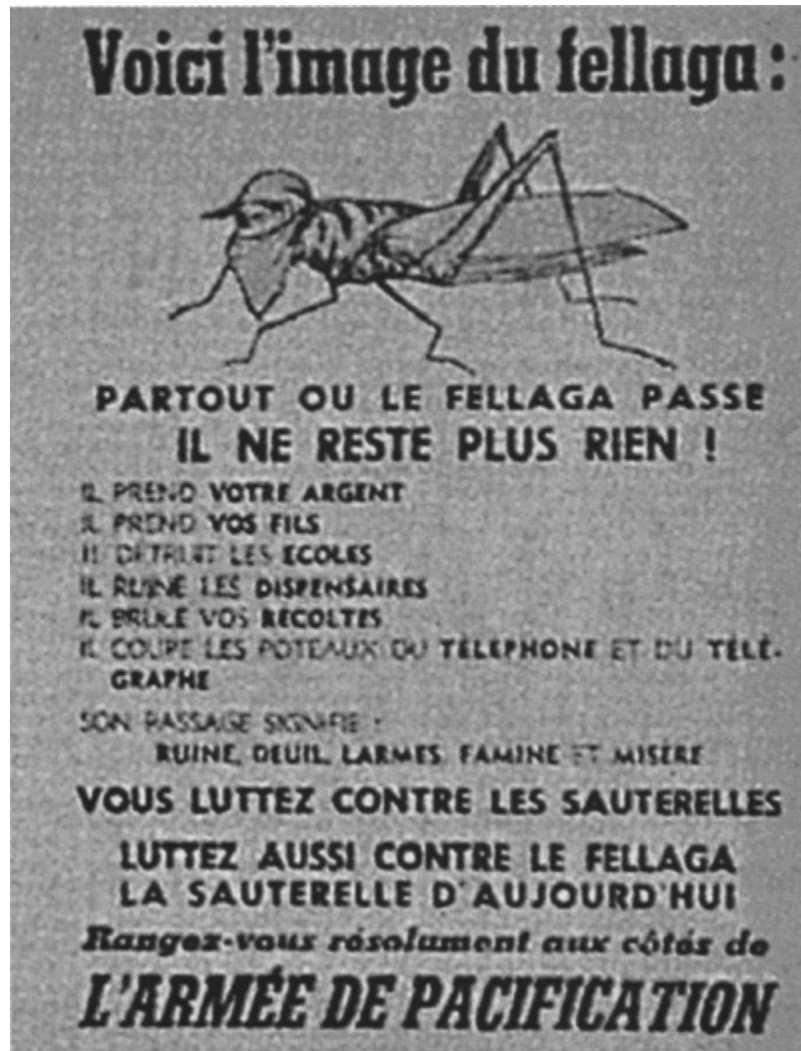 Voici l'image du fellaga :
PARTOUT OU LE FELLAGA PASSE
IL NE RESTE PLUS RIEN !
IL PREND VOTRE ARGENT
IL PREND VOS FILS
IL DÉTRUIT LES ECOLES
IL RUINE LES DISPENSAIRES
IL BRULE VOS RECOLTES
IL COUPE LES POTEAUX DU TÉLÉPHONE ET DU TÉLÉ-
GRAPHE
SON PASSAGE SIGNIFIE :
RUINE, DEUIL, LARMES, FAMINE ET MISÈRE
VOUS LUTTEZ CONTRE LES SAUTERELLES
LUTTEZ AUSSI CONTRE LE FELLAGA
LA SAUTERELLE D'AUJOURD'HUI
Rangez-vous résolument aux côtés de
L'ARMÉE DE PACIFICATION